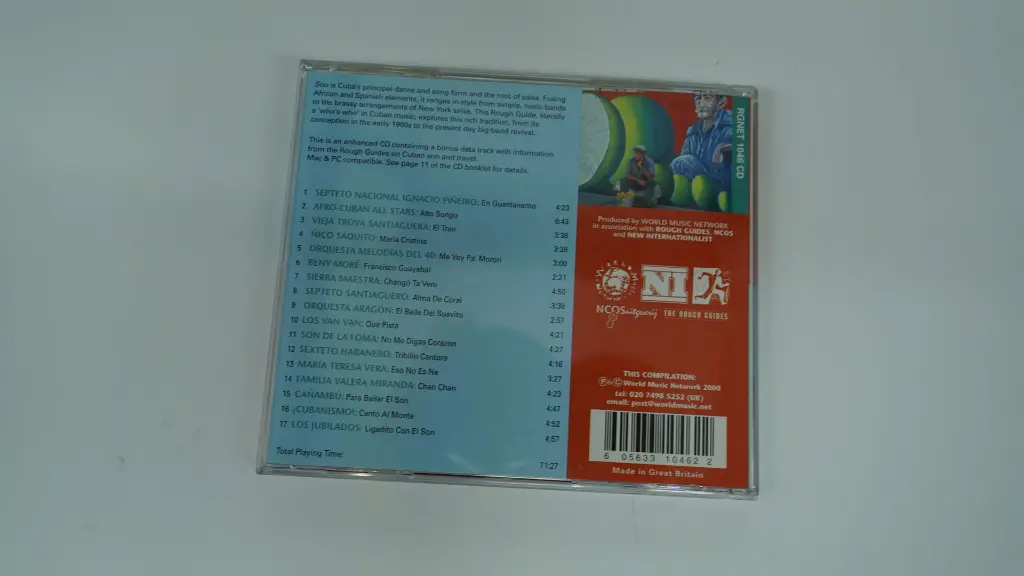 Son is Cuba's principal dance and song form and the root of salsa. Fusing
African and Spanish elements, it ranges in style from simple, rustic bands
to the brassy arrangements of New York salsa. This Rough Guide, literally
a 'who's who' in Cuban music, explores this rich tradition, from its
conception in the early 1900s to the present day big-band revival.
This is an enhanced CD containing a bonus data track with information
from the Rough Guides on Cuban son and travel.
Mac & PC compatible. See page 11 of the CD booklet for details.
1 SEPTETO NACIONAL IGNACIO PIÑEIRO: En Guantanamo 4:23
2 AFRO-CUBAN ALL STARS: Alto Songo 6:43
3 VIEJA TROVA SANTIAGUERA: El Tren 3:38
4 ÑICO SAQUITO: Maria Cristina 3:38
5 ORQUESTA MELODÍAS DEL 40: Me Voy Pa' Moron 3:00
6 BENY MORÉ: Francisco Guayabal 2:21
7 SIERRA MAESTRA: Chango Ta'Veni 4:50
8 SEPTETO SANTIAGUERO: Alma De Coral 3:39
9 ORQUESTA ARAGÓN: El Baile Del Suavito 2:57
10 LOS VAN VAN: Que Pista 4:21
11 SON DE LA LOMA: No Me Digas Corazon 4:27
12 SEXTETO HABANERO: Tribilin Cantore 4:16
13 MARÍA TERESA VERA: Eso No Es Na 3:27
14 FAMILIA VALERA MIRANDA: Chan Chan 4:23
15 CAÑAMBÚ: Para Bailar El Son 4:47
16 ¡CUBANISMO!: Canto Al Monte 4:52
17 LOS JUBILADOS: Ligadito Con El Son 4:57
Total Playing Time: 71:27
RGNET 1046 CD
Produced by WORLD MUSIC NETWORK
in association with ROUGH GUIDES, NCOS
and NEW INTERNATIONALIST
NI
NCOS uitgeverij
THE ROUGH GUIDES
THIS COMPILATION:
Ⓟ&© World Music Network 2000
tel: 020 7498 5252 (UK)
email: post@worldmusic.net
6 05633 10462 2
Made in Great Britain